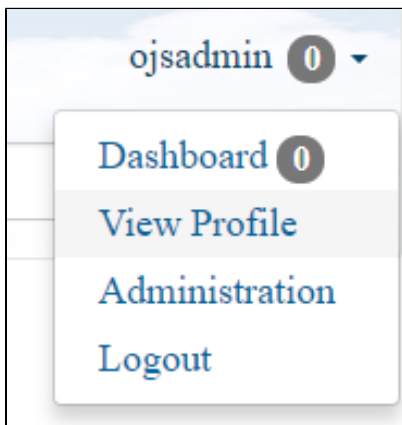 ojsadmin 0
Dashboard 0
View Profile
Administration
Logout